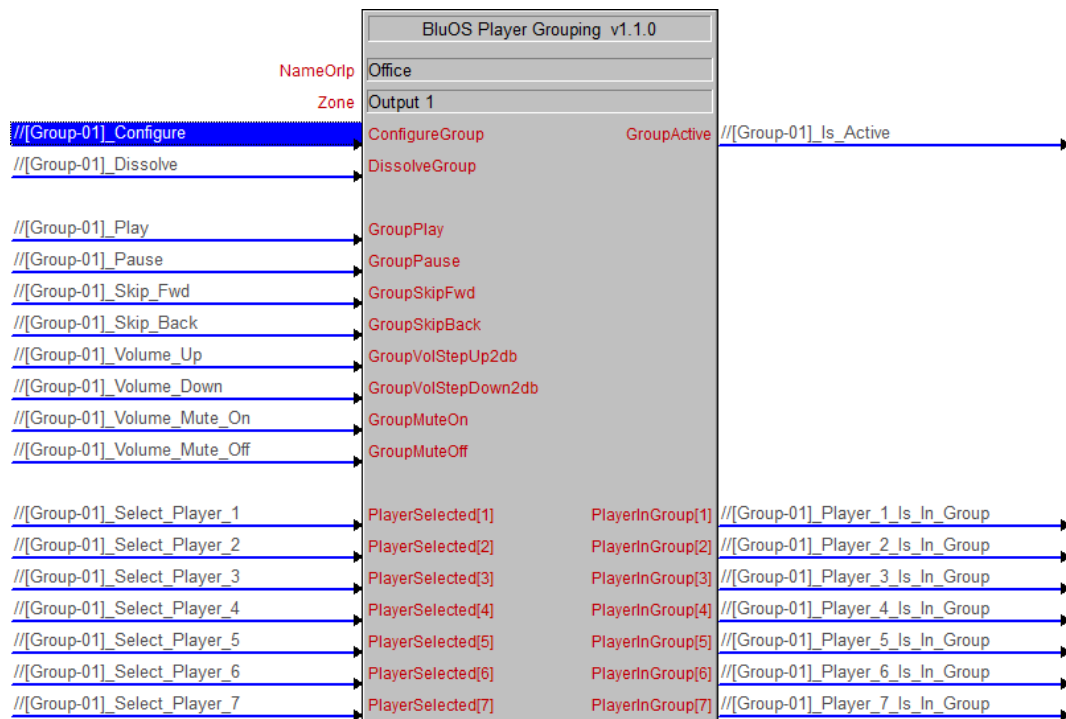 BluOS Player Grouping v1.1.0
NameOrIp Office
Zone Output 1
//[Group-01]_Configure ConfigureGroup GroupActive //[Group-01]_Is_Active
//[Group-01]_Dissolve DissolveGroup
//[Group-01]_Play GroupPlay
//[Group-01]_Pause GroupPause
//[Group-01]_Skip_Fwd GroupSkipFwd
//[Group-01]_Skip_Back GroupSkipBack
//[Group-01]_Volume_Up GroupVolStepUp2db
//[Group-01]_Volume_Down GroupVolStepDown2db
//[Group-01]_Volume_Mute_On GroupMuteOn
//[Group-01]_Volume_Mute_Off GroupMuteOff
//[Group-01]_Select_Player_1 PlayerSelected[1] PlayerInGroup[1] //[Group-01]_Player_1_Is_In_Group
//[Group-01]_Select_Player_2 PlayerSelected[2] PlayerInGroup[2] //[Group-01]_Player_2_Is_In_Group
//[Group-01]_Select_Player_3 PlayerSelected[3] PlayerInGroup[3] //[Group-01]_Player_3_Is_In_Group
//[Group-01]_Select_Player_4 PlayerSelected[4] PlayerInGroup[4] //[Group-01]_Player_4_Is_In_Group
//[Group-01]_Select_Player_5 PlayerSelected[5] PlayerInGroup[5] //[Group-01]_Player_5_Is_In_Group
//[Group-01]_Select_Player_6 PlayerSelected[6] PlayerInGroup[6] //[Group-01]_Player_6_Is_In_Group
//[Group-01]_Select_Player_7 PlayerSelected[7] PlayerInGroup[7] //[Group-01]_Player_7_Is_In_Group